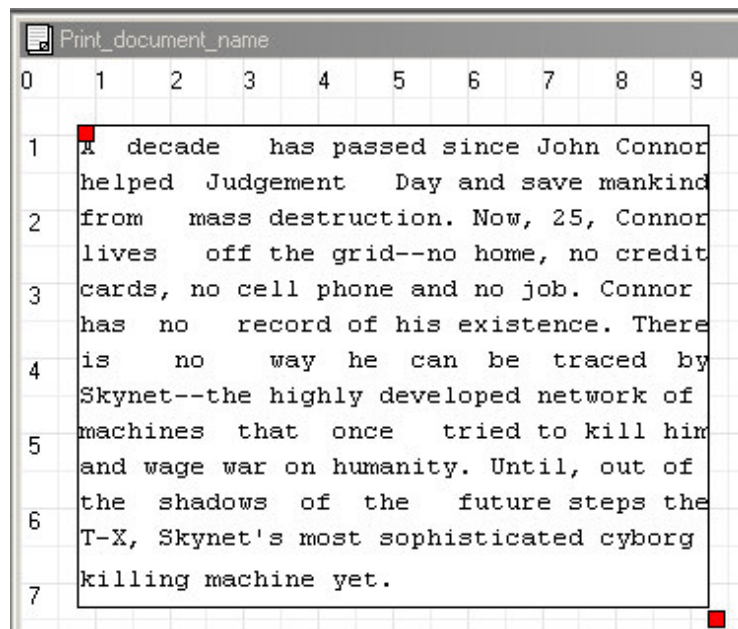 Print_document_name
0 1 2 3 4 5 6 7 8 9
1
2
3
4
5
6
7
A decade has passed since John Connor
helped Judgement Day and save mankind
from mass destruction. Now, 25, Connor
lives off the grid--no home, no credit
cards, no cell phone and no job. Connor
has no record of his existence. There
is no way he can be traced by
Skynet--the highly developed network of
machines that once tried to kill him
and wage war on humanity. Until, out of
the shadows of the future steps the
T-X, Skynet's most sophisticated cyborg
killing machine yet.